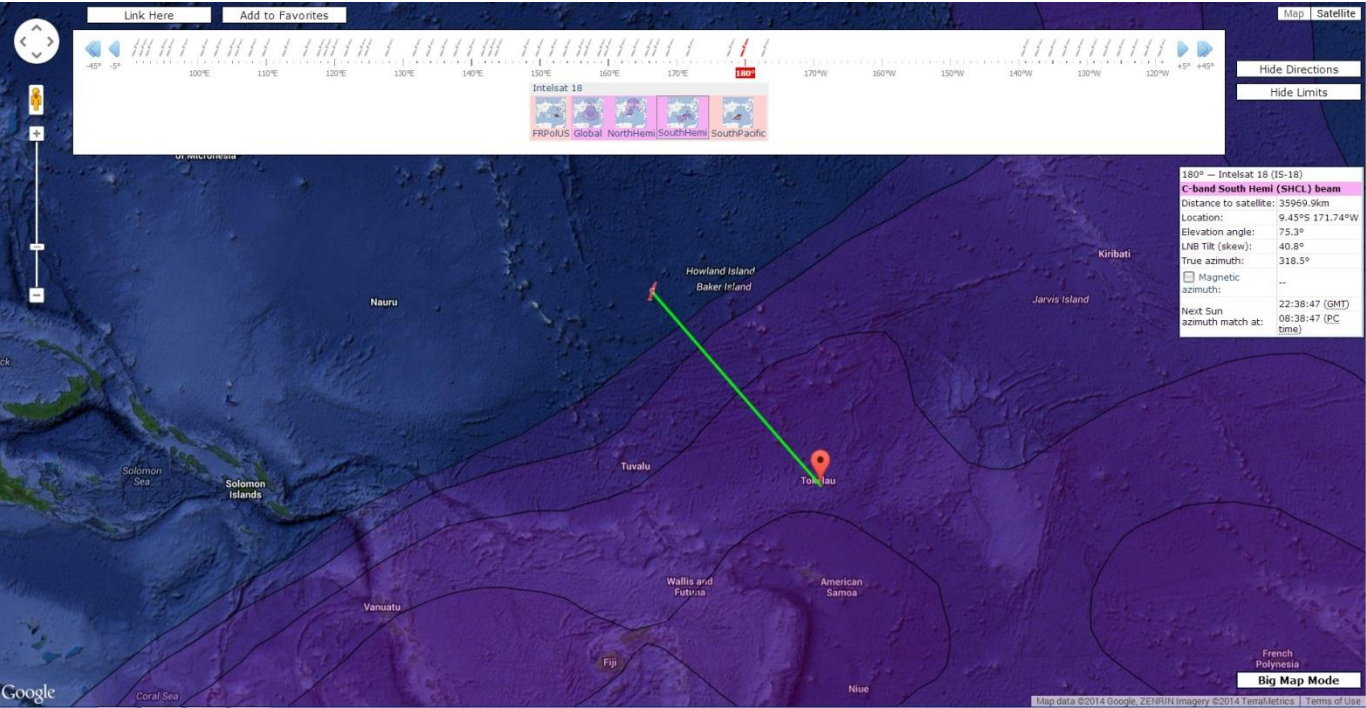 Link Here
Add to Favorites
Map Satellite
-45° -5° 100°E 110°E 120°E 130°E 140°E 150°E 160°E 170°E 180° 170°W 160°W 150°W 140°W 130°W 120°W +5° +45°
Hide Directions
Hide Limits
Intelsat 18
FRPolUS Global NorthHemi SouthHemi SouthPacific
of Micronesia
180° — Intelsat 18 (IS-18)
C-band South Hemi (SHCL) beam
Distance to satellite: 35969.9km
Location: 9.45°S 171.74°W
Elevation angle: 75.3°
LNB Tilt (skew): 40.8°
True azimuth: 318.5°
Magnetic
azimuth: --
Next Sun
azimuth match at: 22:38:47 (GMT)
08:38:47 (PC
time)
Kiribati
Howland Island
Baker Island
Nauru
Jarvis Island
ck
Tuvalu
Solomon
Sea
Solomon
Islands
Tokelau
Wallis and
Futuna
American
Samoa
Vanuatu
Fiji
French
Polynesia
Niue
Big Map Mode
Google
Coral Sea
Map data ©2014 Google, ZENRIN Imagery ©2014 TerraMetrics Terms of Use